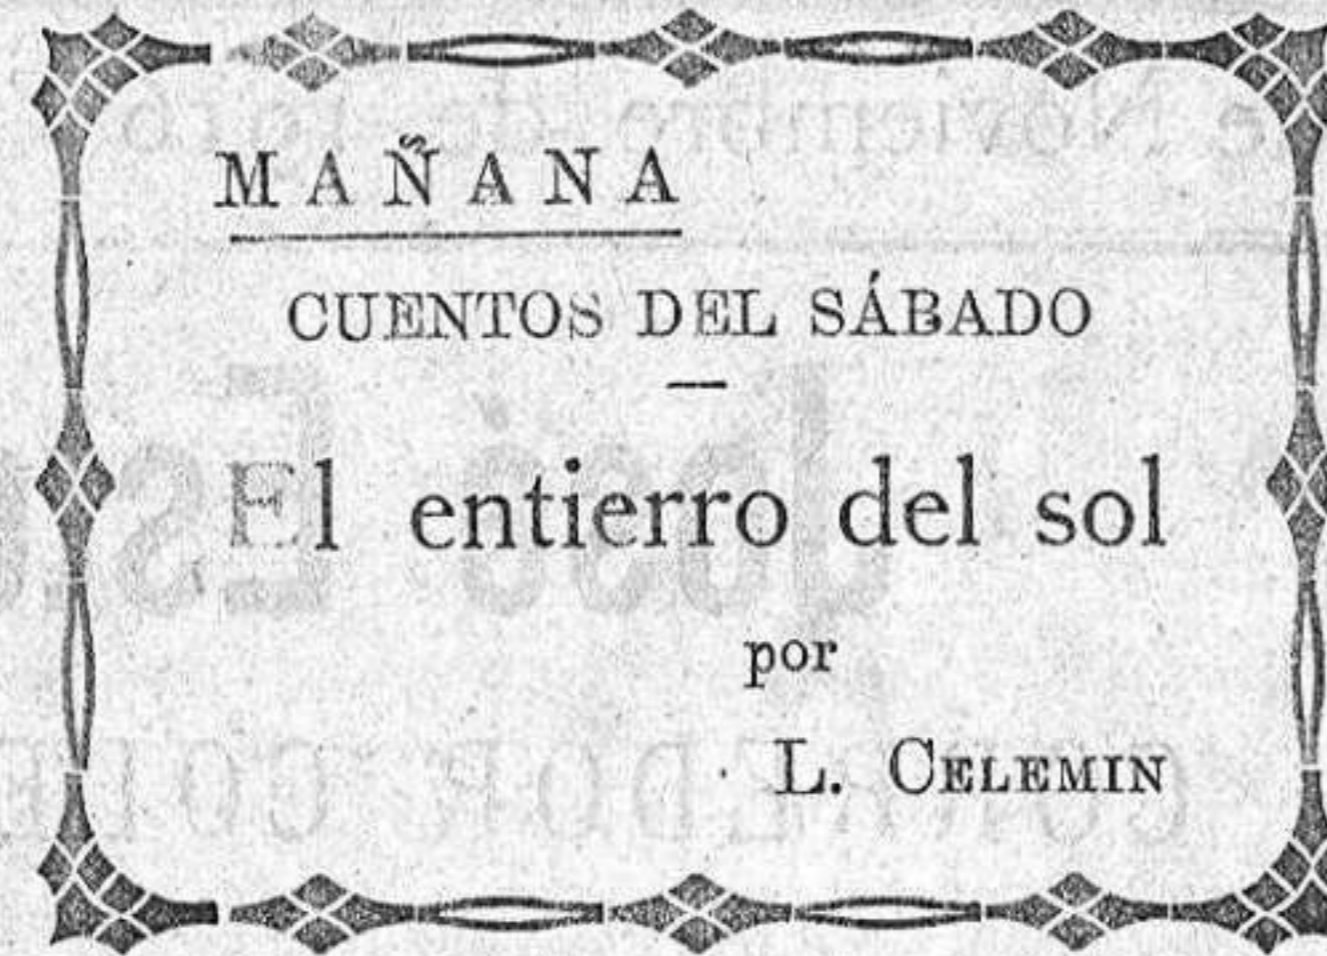 MAÑANA
CUENTOS DEL SÁBADO
El entierro del sol
por
L. CELEMIN